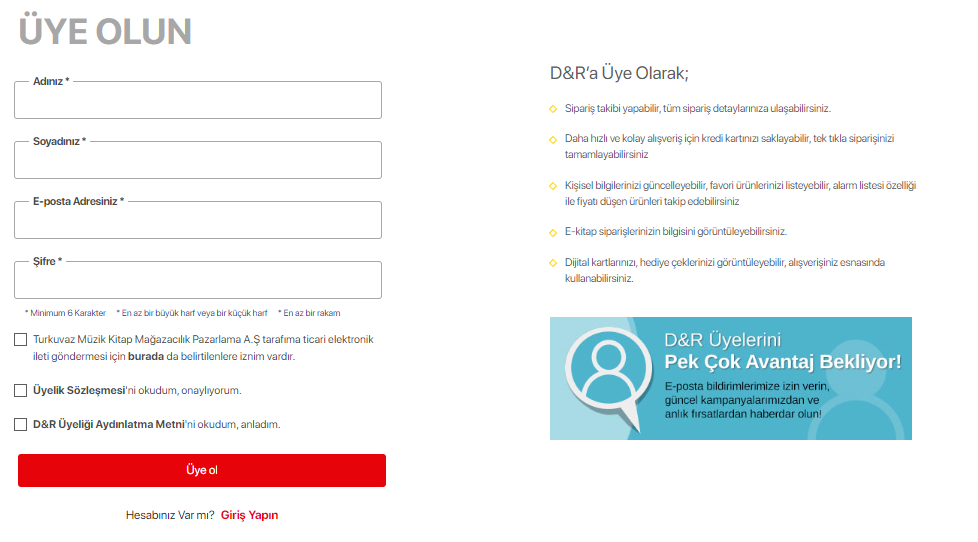 ÜYE OLUN
Adınız *
Soyadınız *
E-posta Adresiniz *
Şifre *
* Minimum 6 Karakter * En az bir büyük harf veya bir küçük harf * En az bir rakam
Turkuvaz Müzik Kitap Mağazacılık Pazarlama A.Ş tarafıma ticari elektronik
ileti göndermesi için burada da belirtilenlere iznim vardır.
Üyelik Sözleşmesi'ni okudum, onaylıyorum.
D&R Üyeliği Aydınlatma Metni'ni okudum, anladım.
Üye ol
Hesabınız Var mı? Giriş Yapın
D&R’a Üye Olarak;
Sipariş takibi yapabilir, tüm sipariş detaylarınıza ulaşabilirsiniz.
Daha hızlı ve kolay alışveriş için kredi kartınızı saklayabilir, tek tıkla siparişinizi
tamamlayabilirsiniz
Kişisel bilgilerinizi güncelleyebilir, favori ürünlerinizi listeyebilir, alarm listesi özelliği
ile fiyatı düşen ürünleri takip edebilirsiniz
E-kitap siparişlerinizin bilgisini görüntüleyebilirsiniz.
Dijital kartlarınızı, hediye çeklerinizi görüntüleyebilir, alışverişiniz esnasında
kullanabilirsiniz.
D&R Üyelerini
Pek Çok Avantaj Bekliyor!
E-posta bildirimlerimize izin verin,
güncel kampanyalarımızdan ve
anlık fırsatlardan haberdar olun!